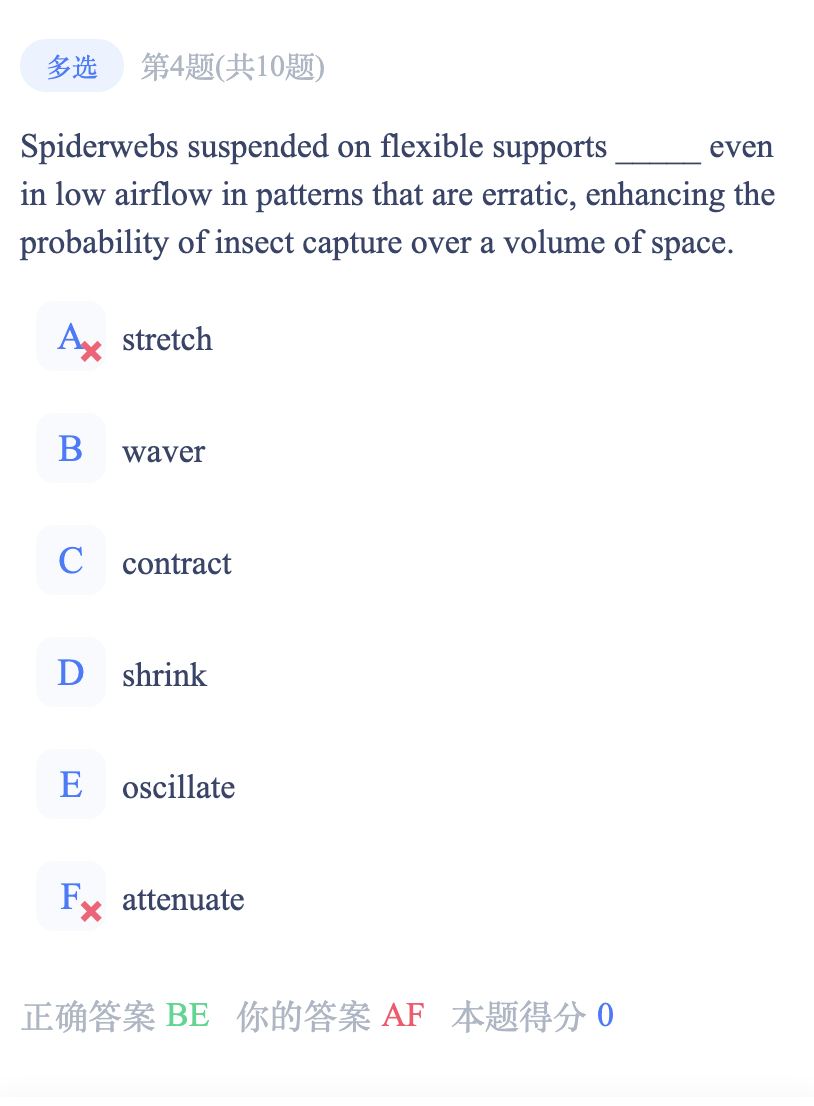 多选 第4题(共10题)
Spiderwebs suspended on flexible supports _____ even
in low airflow in patterns that are erratic, enhancing the
probability of insect capture over a volume of space.
A stretch
B waver
C contract
D shrink
E oscillate
F attenuate
正确答案 BE 你的答案 AF 本题得分 0